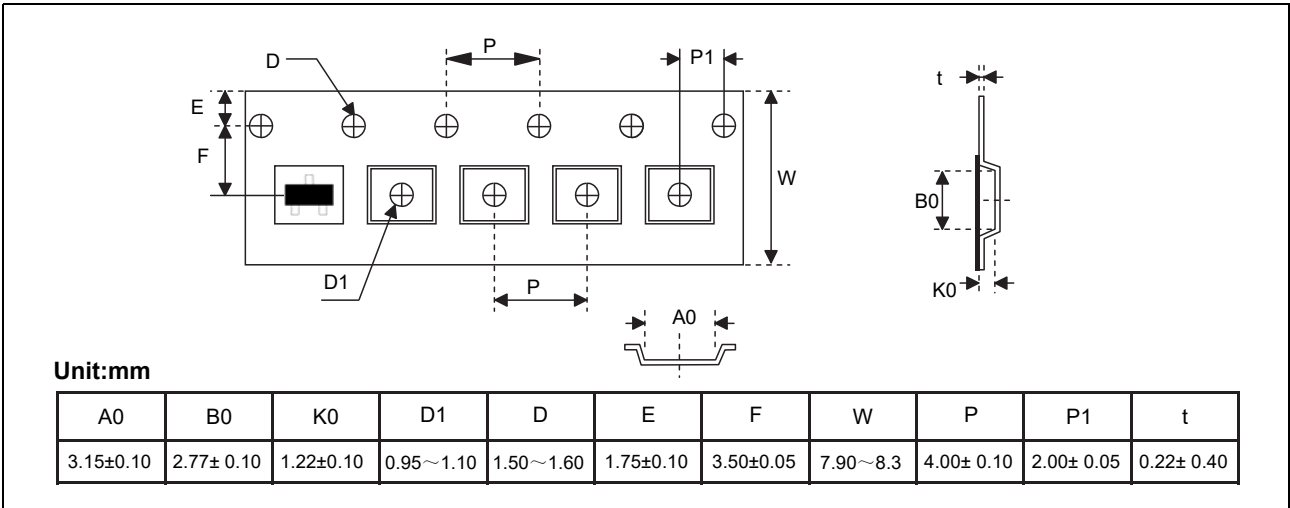 P
P1
D
t
E
F
W
B0
D1
P
K0
A0
Unit:mm
A0 B0 K0 D1 D E F W P P1 t
3.15±0.10 2.77± 0.10 1.22±0.10 0.95～1.10 1.50～1.60 1.75±0.10 3.50±0.05 7.90～8.3 4.00± 0.10 2.00± 0.05 0.22± 0.40